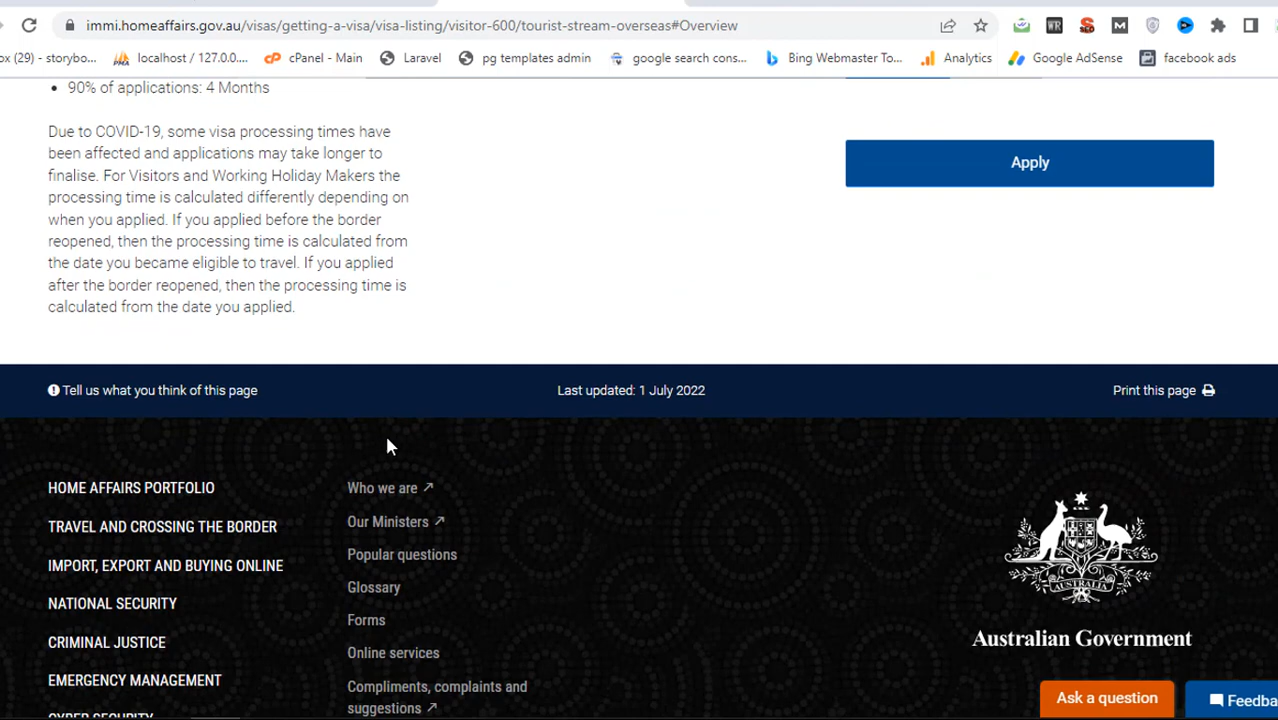 immi.homeaffairs.gov.au/visas/getting-a-visa/visa-listing/visitor-600/tourist-stream-overseas#Overview
ox (29) - storybo...
localhost / 127.0.0....
cPanel - Main
Laravel
pg templates admin
google search cons...
Bing Webmaster To...
Analytics
Google AdSense
facebook ads
• 90% of applications: 4 Months
Due to COVID-19, some visa processing times have
been affected and applications may take longer to
finalise. For Visitors and Working Holiday Makers the
processing time is calculated differently depending on
when you applied. If you applied before the border
reopened, then the processing time is calculated from
the date you became eligible to travel. If you applied
after the border reopened, then the processing time is
calculated from the date you applied.
Apply
Tell us what you think of this page
Last updated: 1 July 2022
Print this page
HOME AFFAIRS PORTFOLIO
TRAVEL AND CROSSING THE BORDER
IMPORT, EXPORT AND BUYING ONLINE
NATIONAL SECURITY
CRIMINAL JUSTICE
EMERGENCY MANAGEMENT
CYBER SECURITY
Who we are
Our Ministers
Popular questions
Glossary
Forms
Online services
Compliments, complaints and
suggestions
AUSTRALIA
Australian Government
Ask a question
Feedba